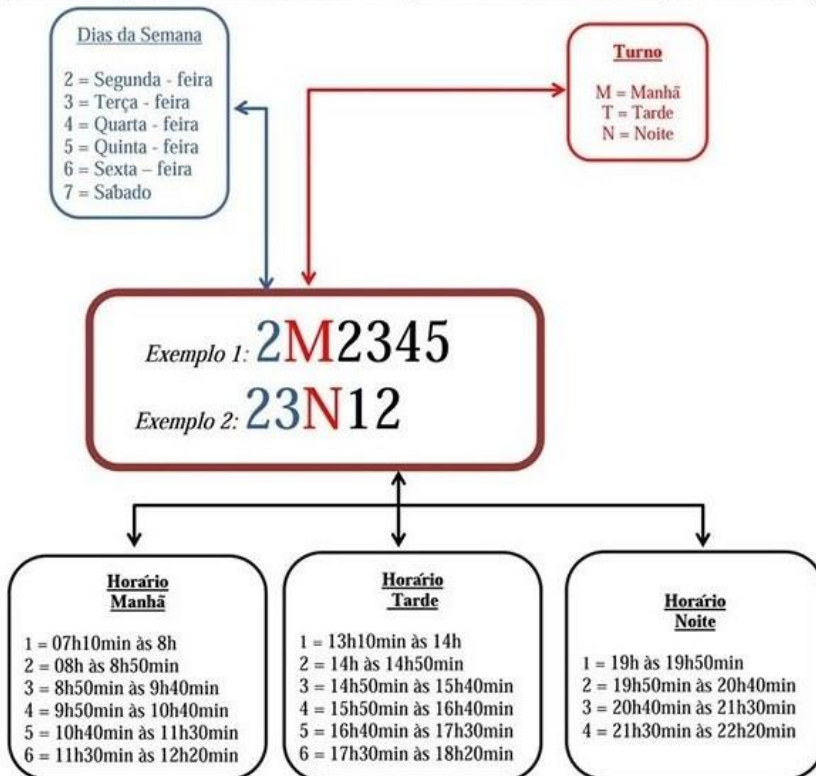 Dias da Semana
2 = Segunda - feira
3 = Terça - feira
4 = Quarta - feira
5 = Quinta - feira
6 = Sexta – feira
7 = Sábado
Turno
M = Manhã
T = Tarde
N = Noite
Exemplo 1: 2M2345
Exemplo 2: 23N12
Horário
Manhã
1 = 07h10min às 8h
2 = 08h às 8h50min
3 = 8h50min às 9h40min
4 = 9h50min às 10h40min
5 = 10h40min às 11h30min
6 = 11h30min às 12h20min
Horário
Tarde
1 = 13h10min às 14h
2 = 14h às 14h50min
3 = 14h50min às 15h40min
4 = 15h50min às 16h40min
5 = 16h40min às 17h30min
6 = 17h30min às 18h20min
Horário
Noite
1 = 19h às 19h50min
2 = 19h50min às 20h40min
3 = 20h40min às 21h30min
4 = 21h30min às 22h20min